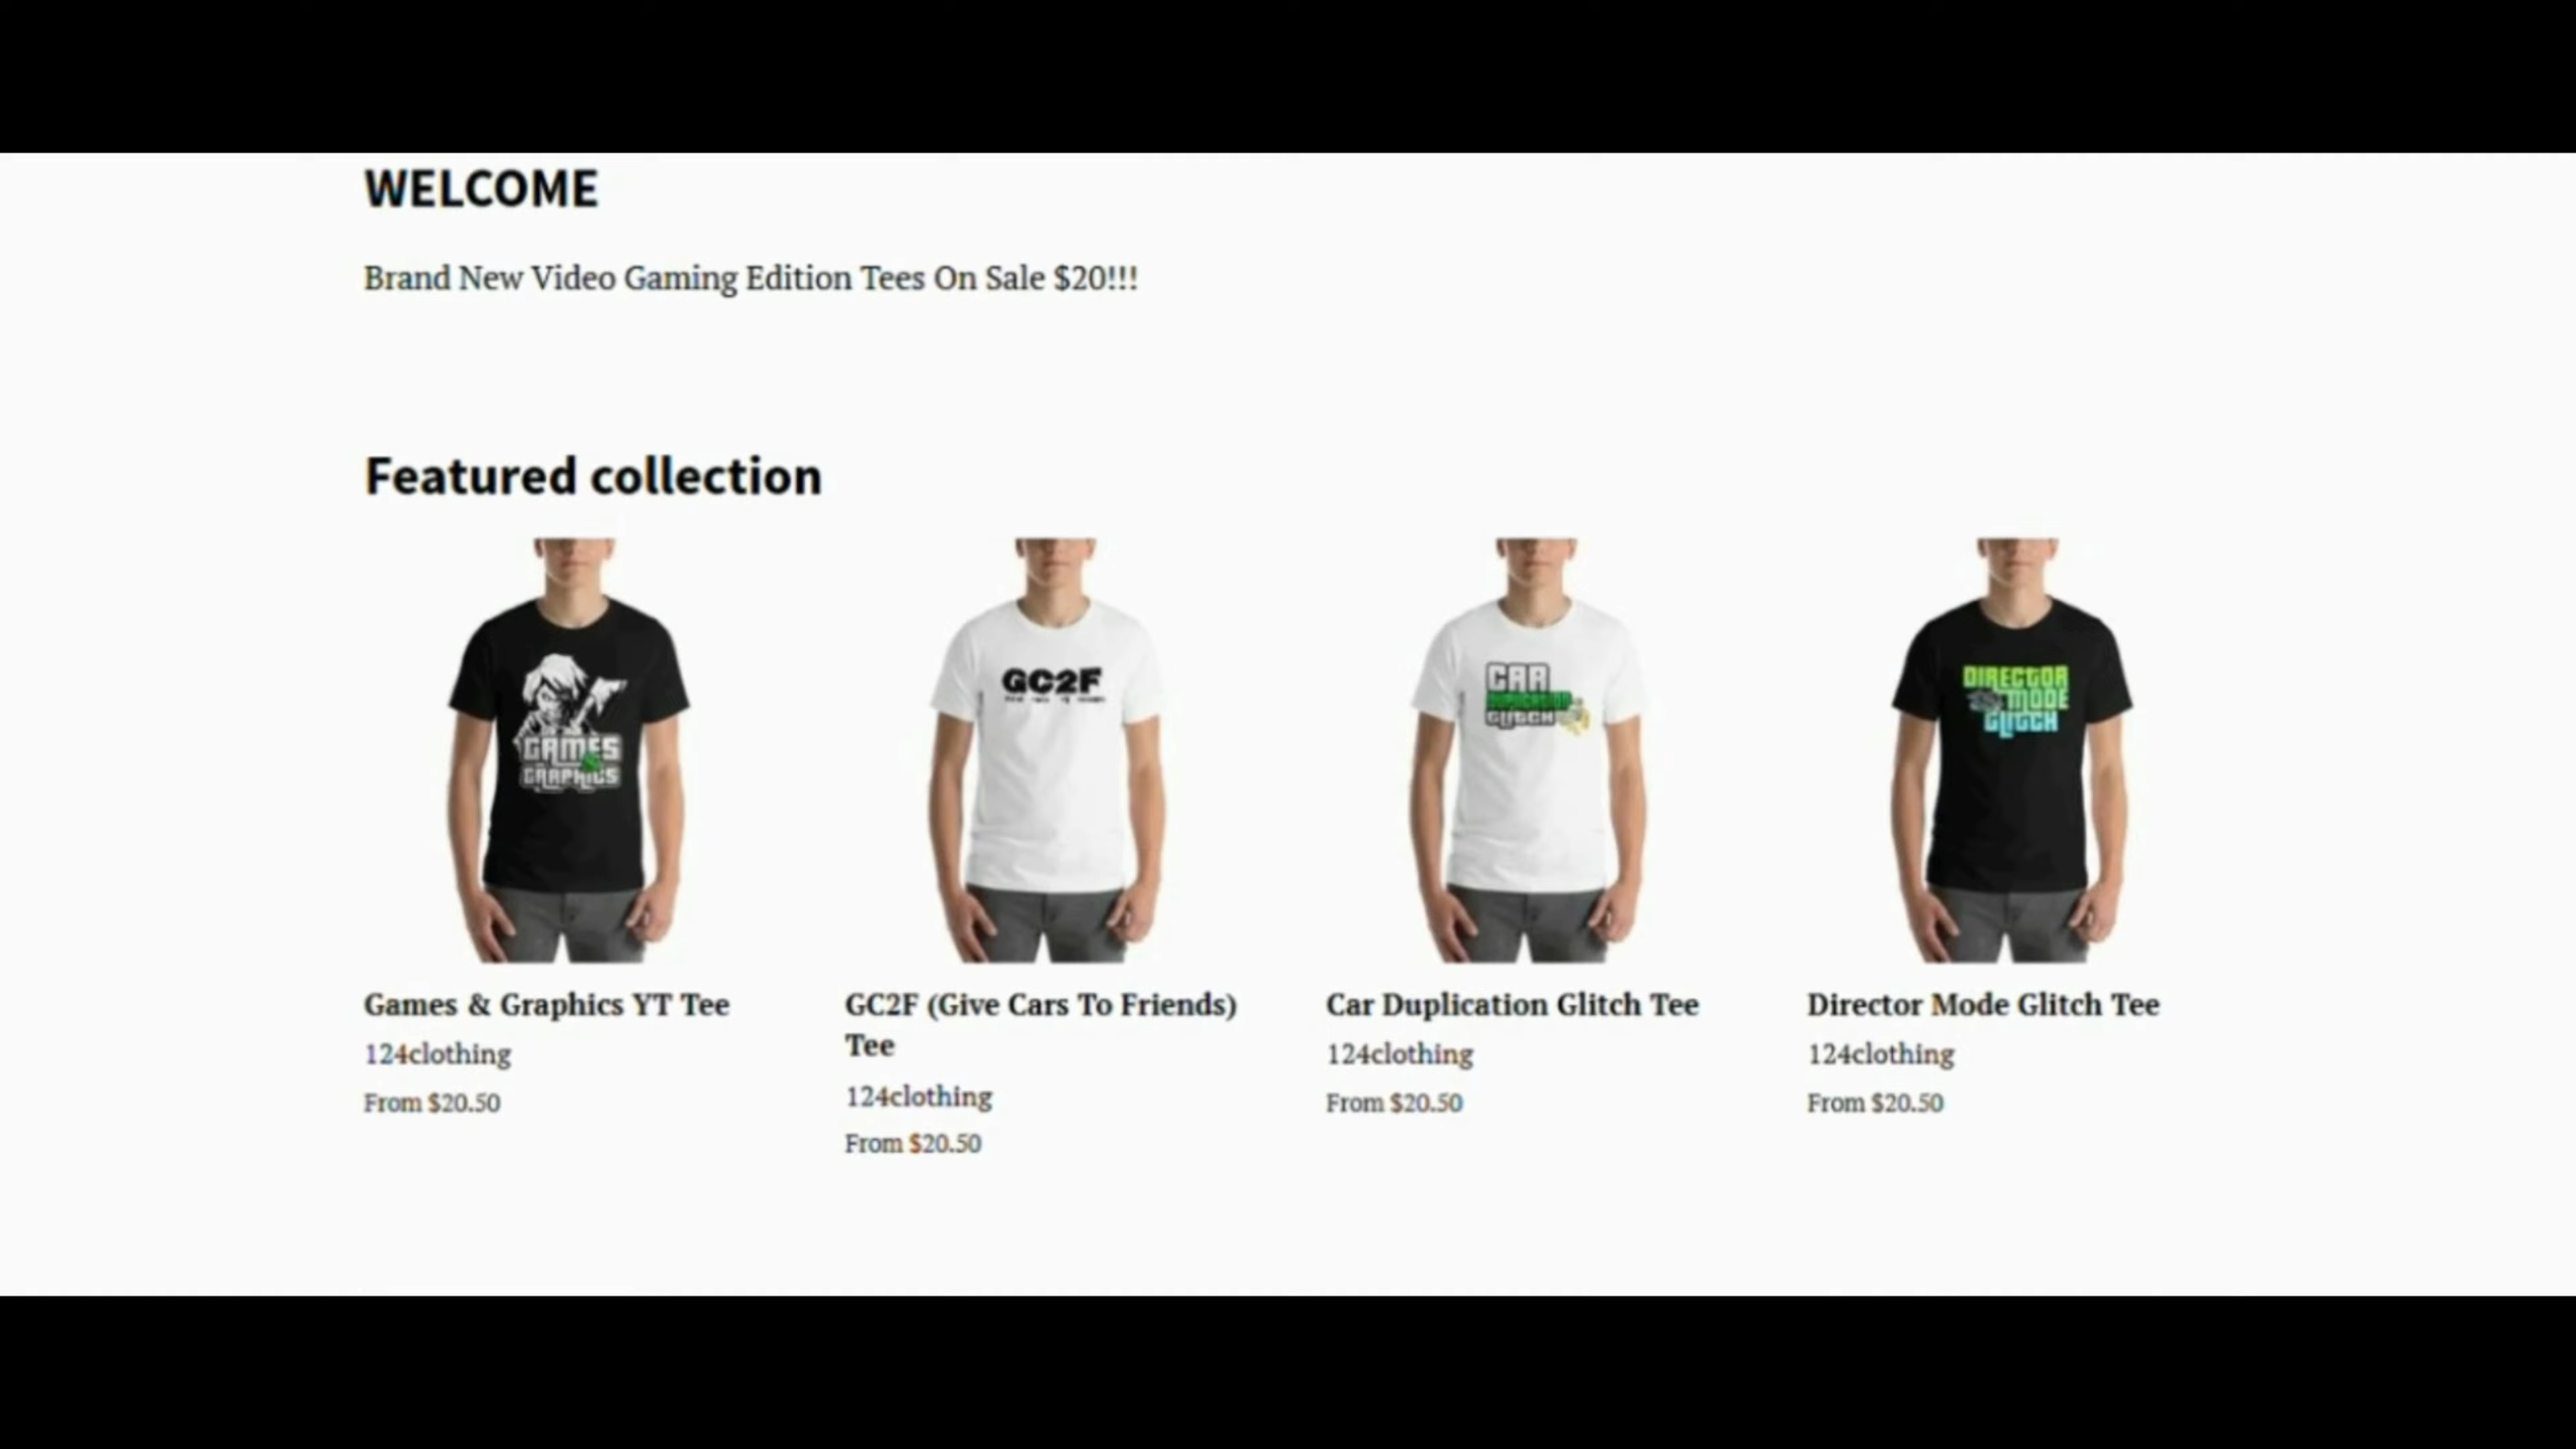 WELCOME
Brand New Video Gaming Edition Tees On Sale $20!!!
Featured collection
GAMES
GRAPHICS
GC2F
CAR
GLITCH
DIRECTOR
MODE
GLITCH
Games & Graphics YT Tee
124clothing
From $20.50
GC2F (Give Cars To Friends)
Tee
124clothing
From $20.50
Car Duplication Glitch Tee
124clothing
From $20.50
Director Mode Glitch Tee
124clothing
From $20.50